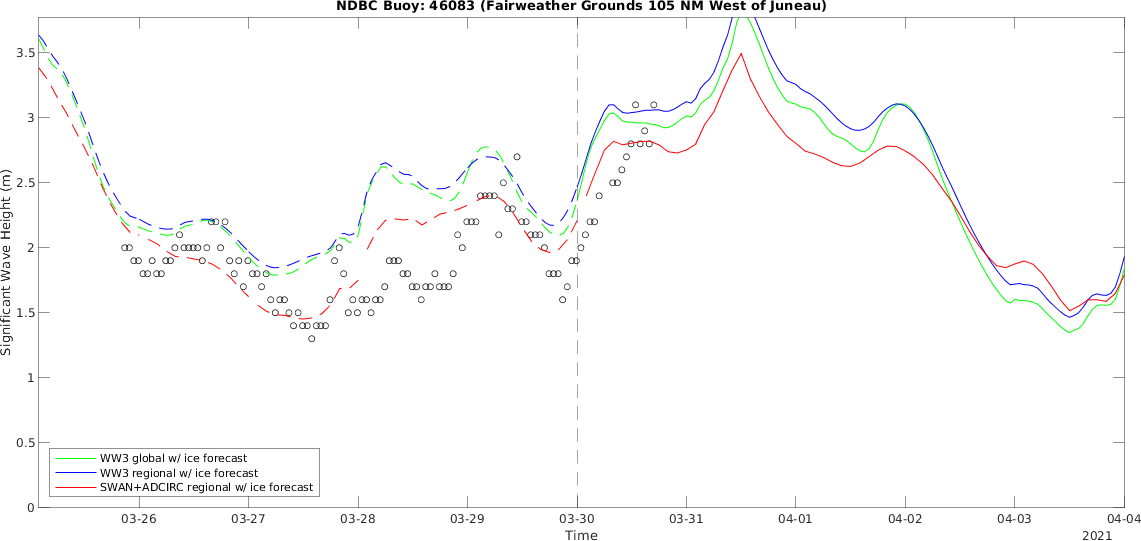 NDBC Buoy: 46083 (Fairweather Grounds 105 NM West of Juneau)
3.5
3
2.5
2
1.5
1
0.5
0
Significant Wave Height (m)
WW3 global w/ ice forecast
WW3 regional w/ ice forecast
SWAN+ADCIRC regional w/ ice forecast
03-26 03-27 03-28 03-29 03-30 03-31 04-01 04-02 04-03 04-04
Time
2021